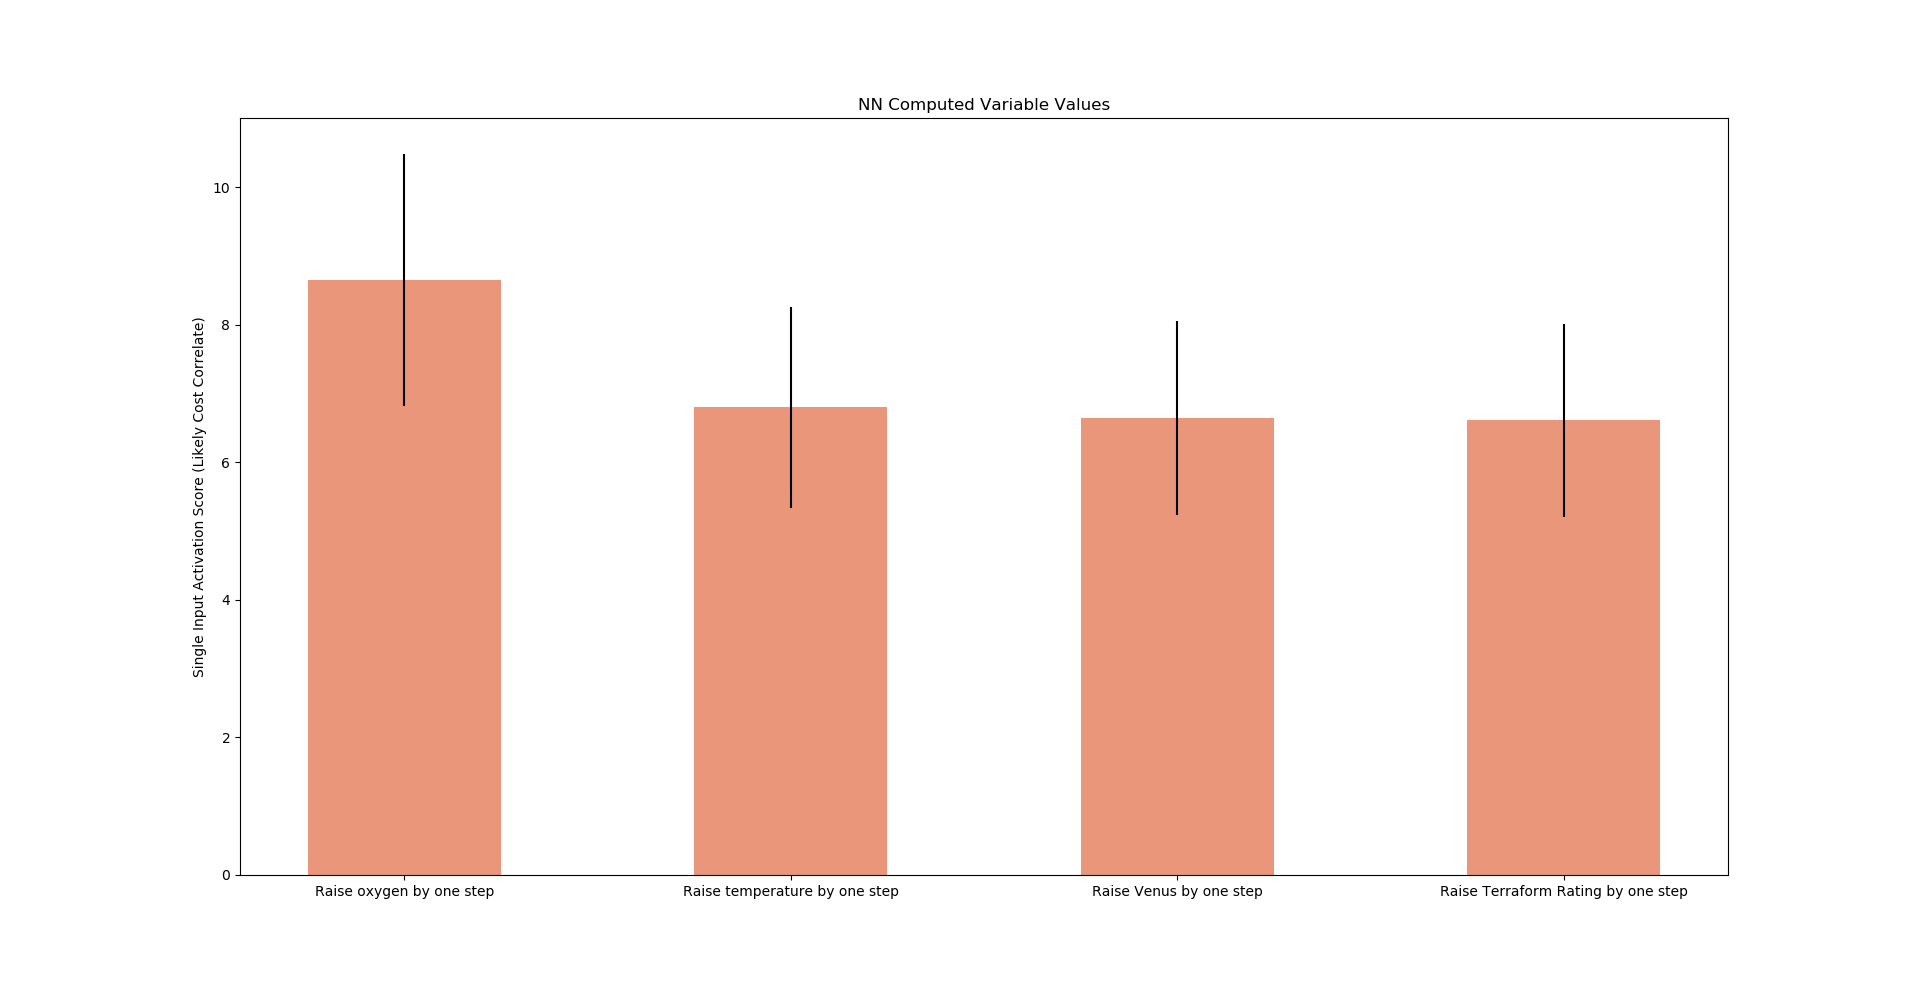 NN Computed Variable Values
Single Input Activation Score (Likely Cost Correlate)
10
8
6
4
2
0
Raise oxygen by one step
Raise temperature by one step
Raise Venus by one step
Raise Terraform Rating by one step